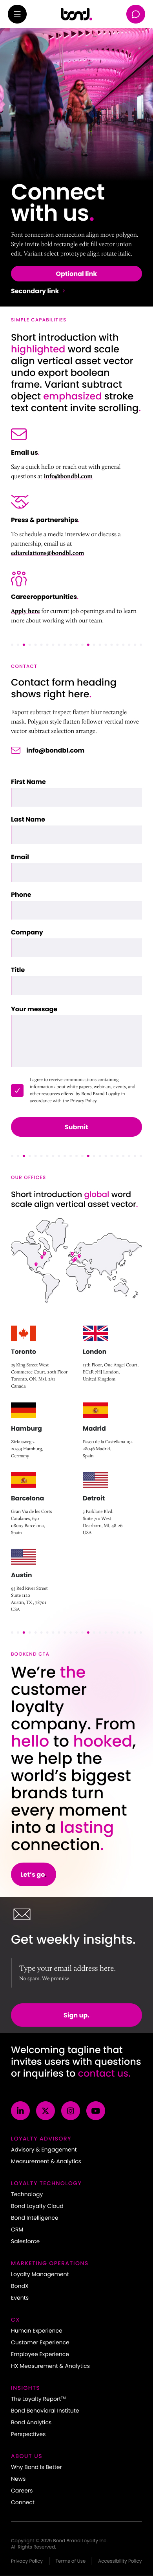 bond.
Connect
with us.
Font connection connection align move polygon.
Style invite bold rectangle edit fill vector union
draft. Variant select prototype align rotate italic.
Optional link
Secondary link
SIMPLE CAPABILITIES
Short introduction with
highlighted word scale
align vertical asset vector
undo export boolean
frame. Variant subtract
object emphasized stroke
text content invite scrolling.
Email us.
Say a quick hello or reach out with general
questions at info@bondbl.com
Press & partnerships.
To schedule a media interview or discuss a
partnership, email us at
ediarelations@bondbl.com
Careeropportunities.
Apply here for current job openings and to learn
more about working with our team.
CONTACT
Contact form heading
shows right here.
Export subtract inspect flatten blur rectangle
mask. Polygon style flatten follower vertical move
vector subtract selection arrange.
info@bondbl.com
First Name
Last Name
Email
Phone
Company
Title
Your message
I agree to receive communications containing
information about white papers, webinars, events, and
other resources offered by Bond Brand Loyalty in
accordance with the Privacy Policy.
Submit
OUR OFFICES
Short introduction global word
scale align vertical asset vector.
Toronto
25 King Street West
Commerce Court, 10th Floor
Toronto, ON, M5L 2A1
Canada
London
13th Floor, One Angel Court,
EC2R 7HJ London,
United Kingdom
Hamburg
Zirkusweg 2
20359 Hamburg,
Germany
Madrid
Paseo de la Castellana 194
28046 Madrid,
Spain
Barcelona
Gran Via de les Corts
Catalanes, 630
08007 Barcelona,
Spain
Detroit
5 Parklane Blvd,
Suite 710 West
Dearborn, MI, 48126
USA
Austin
93 Red River Street
Suite 1122
Austin, TX, 78701
USA
BOOKEND CTA
We're the
customer
loyalty
company. From
hello to hooked,
we help the
world's biggest
brands turn
every moment
into a lasting
connection.
Let's go
Get weekly insights.
Type your email address here.
No spam. We promise.
Sign up.
Welcoming tagline that
invites users with questions
or inquiries to contact us.
LOYALTY ADVISORY
Advisory & Engagement
Measurement & Analytics
LOYALTY TECHNOLOGY
Technology
Bond Loyalty Cloud
Bond Intelligence
CRM
Salesforce
MARKETING OPERATIONS
Loyalty Management
BondX
Events
CX
Human Experience
Customer Experience
Employee Experience
HX Measurement & Analytics
INSIGHTS
The Loyalty Report™
Bond Behavioral Institute
Bond Analytics
Perspectives
ABOUT US
Why Bond Is Better
News
Careers
Connect
Copyright © 2025 Bond Brand Loyalty Inc.
All Rights Reserved.
Privacy Policy
Terms of Use
Accessibility Policy